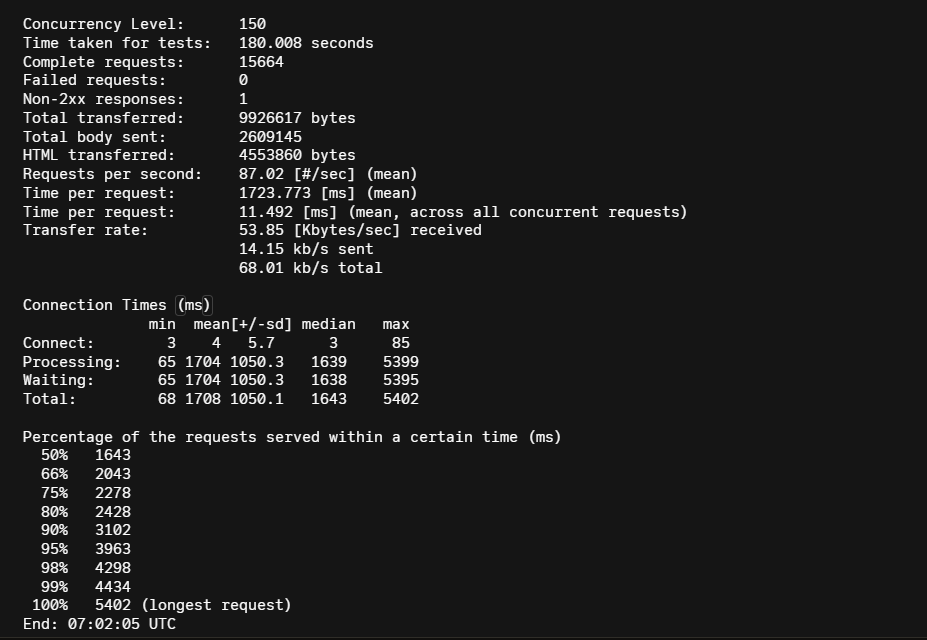 Concurrency Level:      150
Time taken for tests:   180.008 seconds
Complete requests:      15664
Failed requests:        0
Non-2xx responses:      1
Total transferred:      9926617 bytes
Total body sent:        2609145
HTML transferred:       4553860 bytes
Requests per second:    87.02 [#/sec] (mean)
Time per request:       1723.773 [ms] (mean)
Time per request:       11.492 [ms] (mean, across all concurrent requests)
Transfer rate:          53.85 [Kbytes/sec] received
                        14.15 kb/s sent
                        68.01 kb/s total

Connection Times (ms)
              min  mean[+/-sd] median   max
Connect:        3    4   5.7      3      85
Processing:    65 1704 1050.3   1639    5399
Waiting:       65 1704 1050.3   1638    5395
Total:         68 1708 1050.1   1643    5402

Percentage of the requests served within a certain time (ms)
  50%   1643
  66%   2043
  75%   2278
  80%   2428
  90%   3102
  95%   3963
  98%   4298
  99%   4434
 100%   5402 (longest request)
End: 07:02:05 UTC